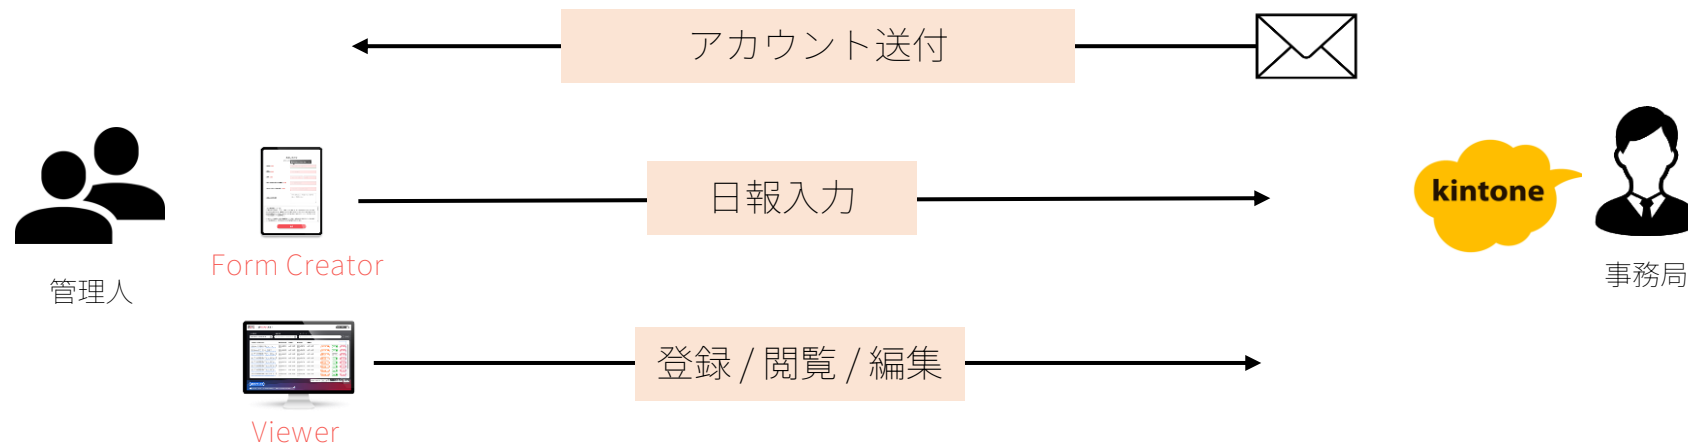 アカウント送付
日報入力
kintone
Form Creator
管理人
事務局
登録 / 閲覧 / 編集
Viewer